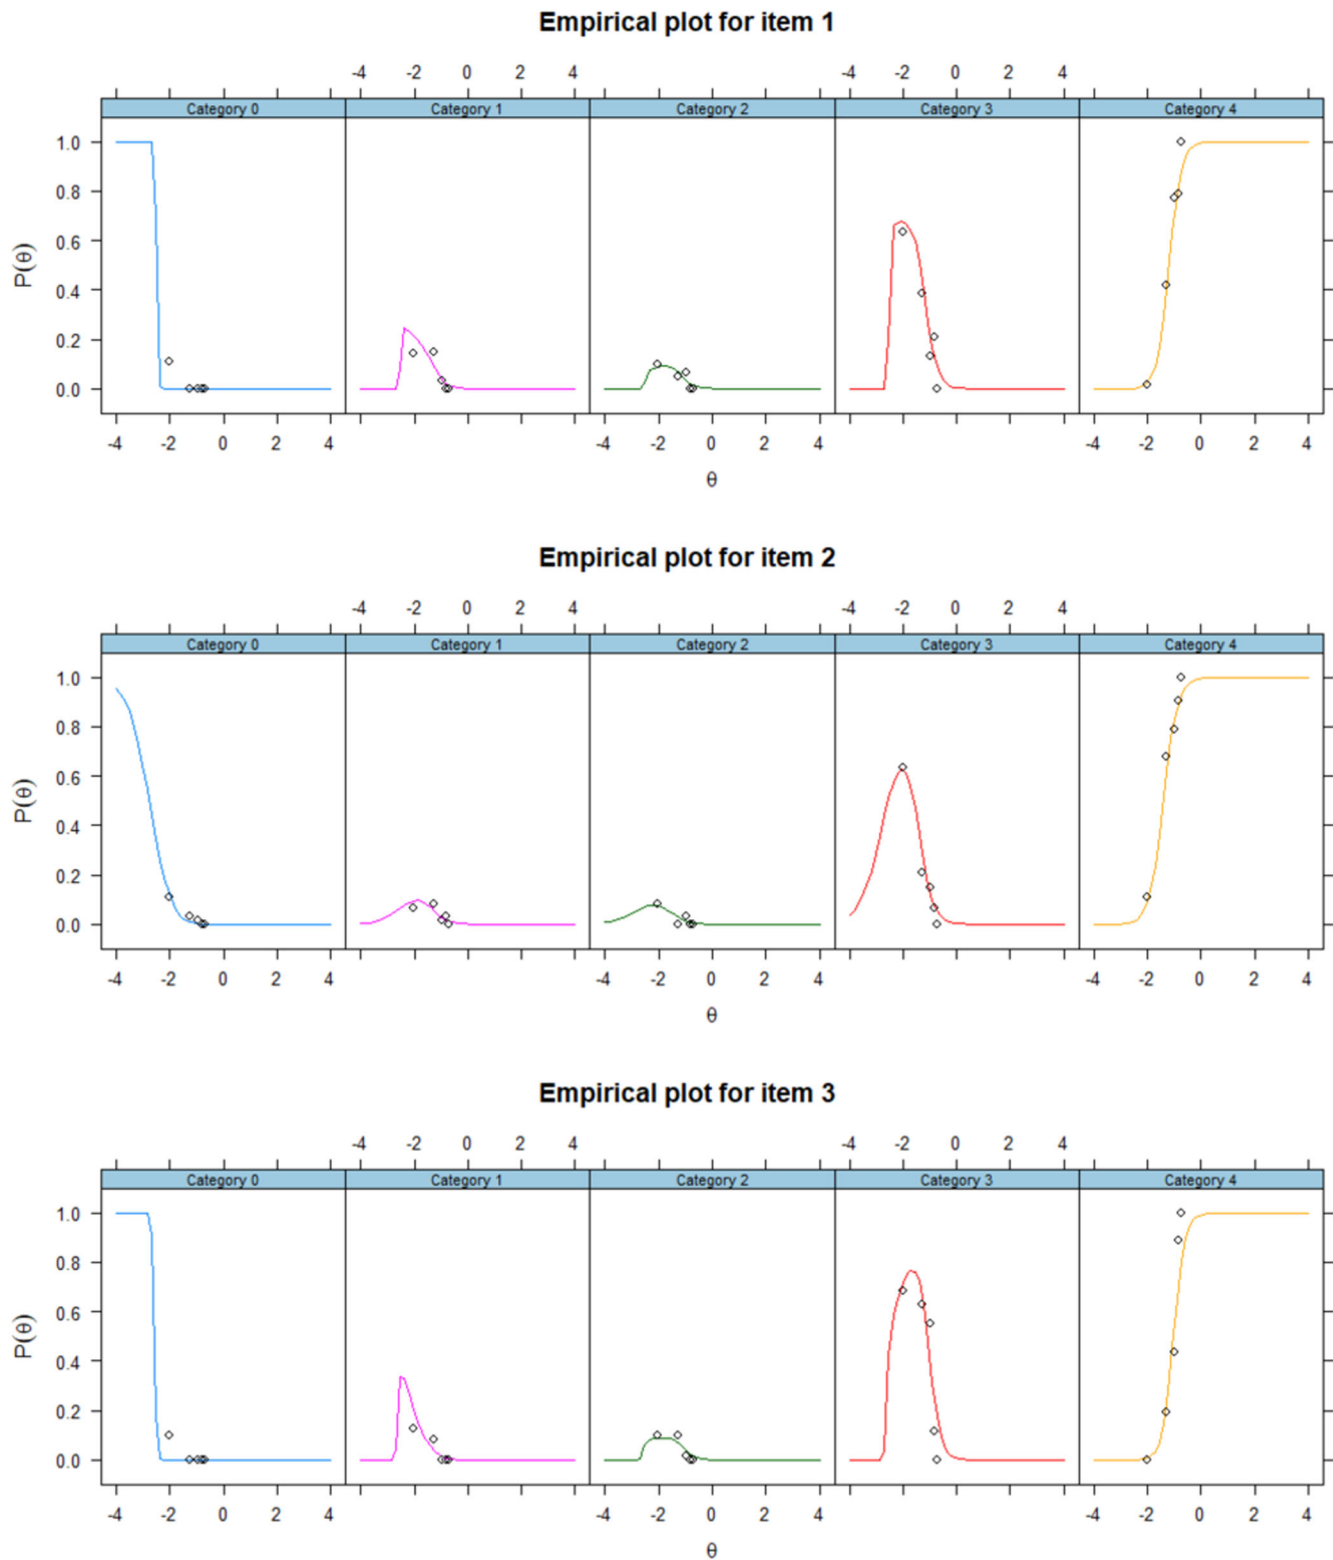 Empirical plot for item 1
-4 -2 0 2 4 -4 -2 0 2 4
Category 0 Category 1 Category 2 Category 3 Category 4
1.0
0.8
0.6
0.4
0.2
0.0
P(θ)
-4 -2 0 2 4 -4 -2 0 2 4 -4 -2 0 2 4
θ
Empirical plot for item 2
-4 -2 0 2 4 -4 -2 0 2 4
Category 0 Category 1 Category 2 Category 3 Category 4
1.0
0.8
0.6
0.4
0.2
0.0
P(θ)
-4 -2 0 2 4 -4 -2 0 2 4 -4 -2 0 2 4
θ
Empirical plot for item 3
-4 -2 0 2 4 -4 -2 0 2 4
Category 0 Category 1 Category 2 Category 3 Category 4
1.0
0.8
0.6
0.4
0.2
0.0
P(θ)
-4 -2 0 2 4 -4 -2 0 2 4 -4 -2 0 2 4
θ